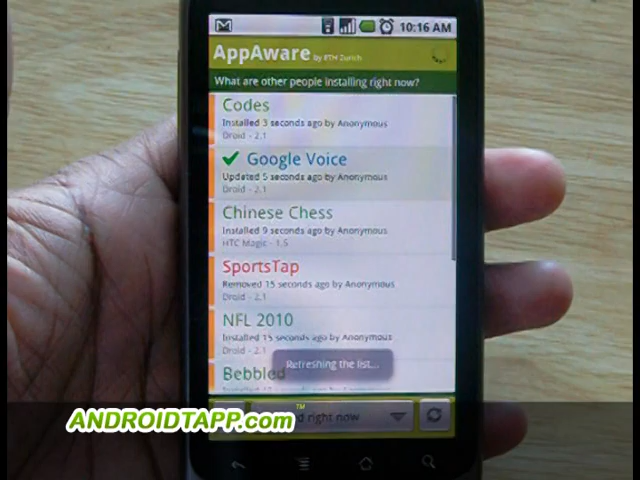 10:16 AM
AppAware by ETH Zurich
What are other people installing right now?
Codes
Installed 3 seconds ago by Anonymous
Droid - 2.1
Google Voice
Updated 5 seconds ago by Anonymous
Droid - 2.1
Chinese Chess
Installed 9 seconds ago by Anonymous
HTC Magic - 1.5
SportsTap
Removed 15 seconds ago by Anonymous
Droid - 2.1
NFL 2010
Installed 15 seconds ago by Anonymous
Droid - 2.1
Refreshing the list...
Bebbled
right now
ANDROIDTAPP.com™